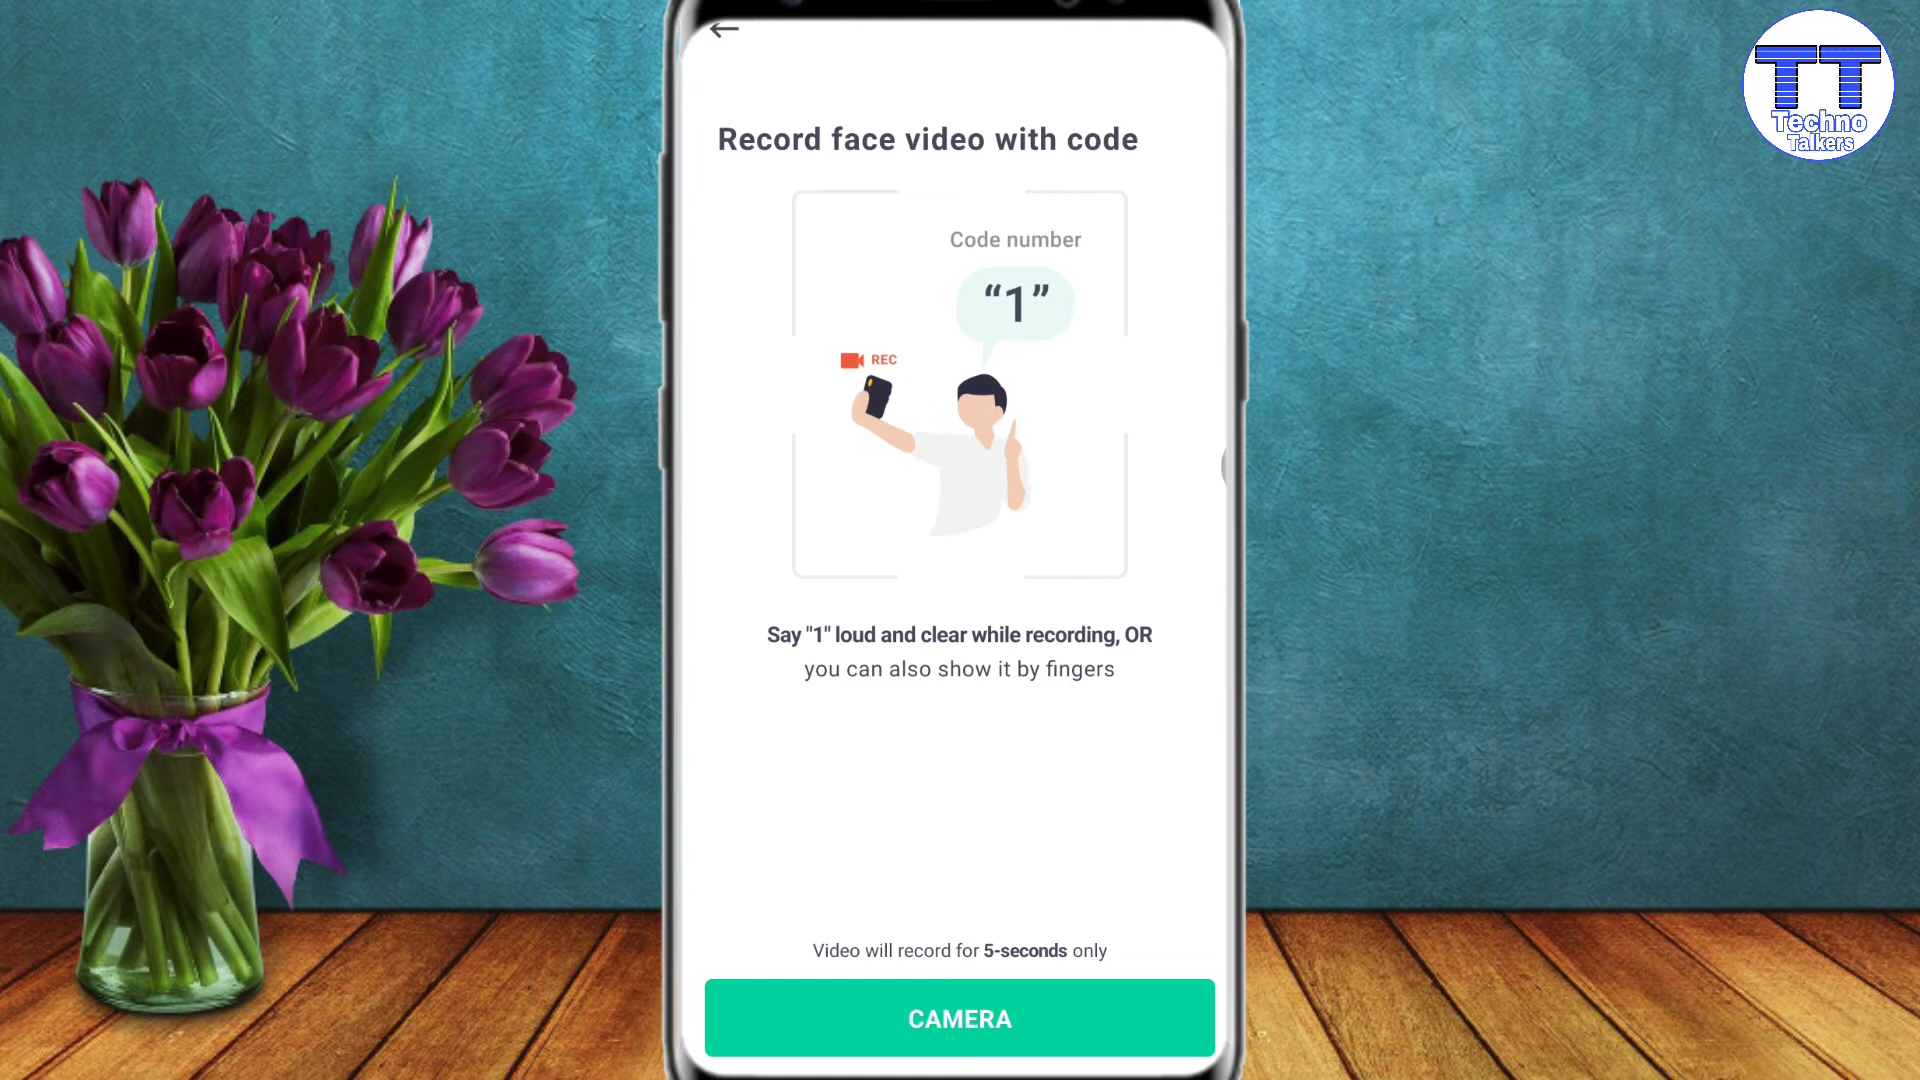 TT
Techno
Talkers
Record face video with code
Code number
“1”
REC
Say "1" loud and clear while recording, OR
you can also show it by fingers
Video will record for 5-seconds only
CAMERA